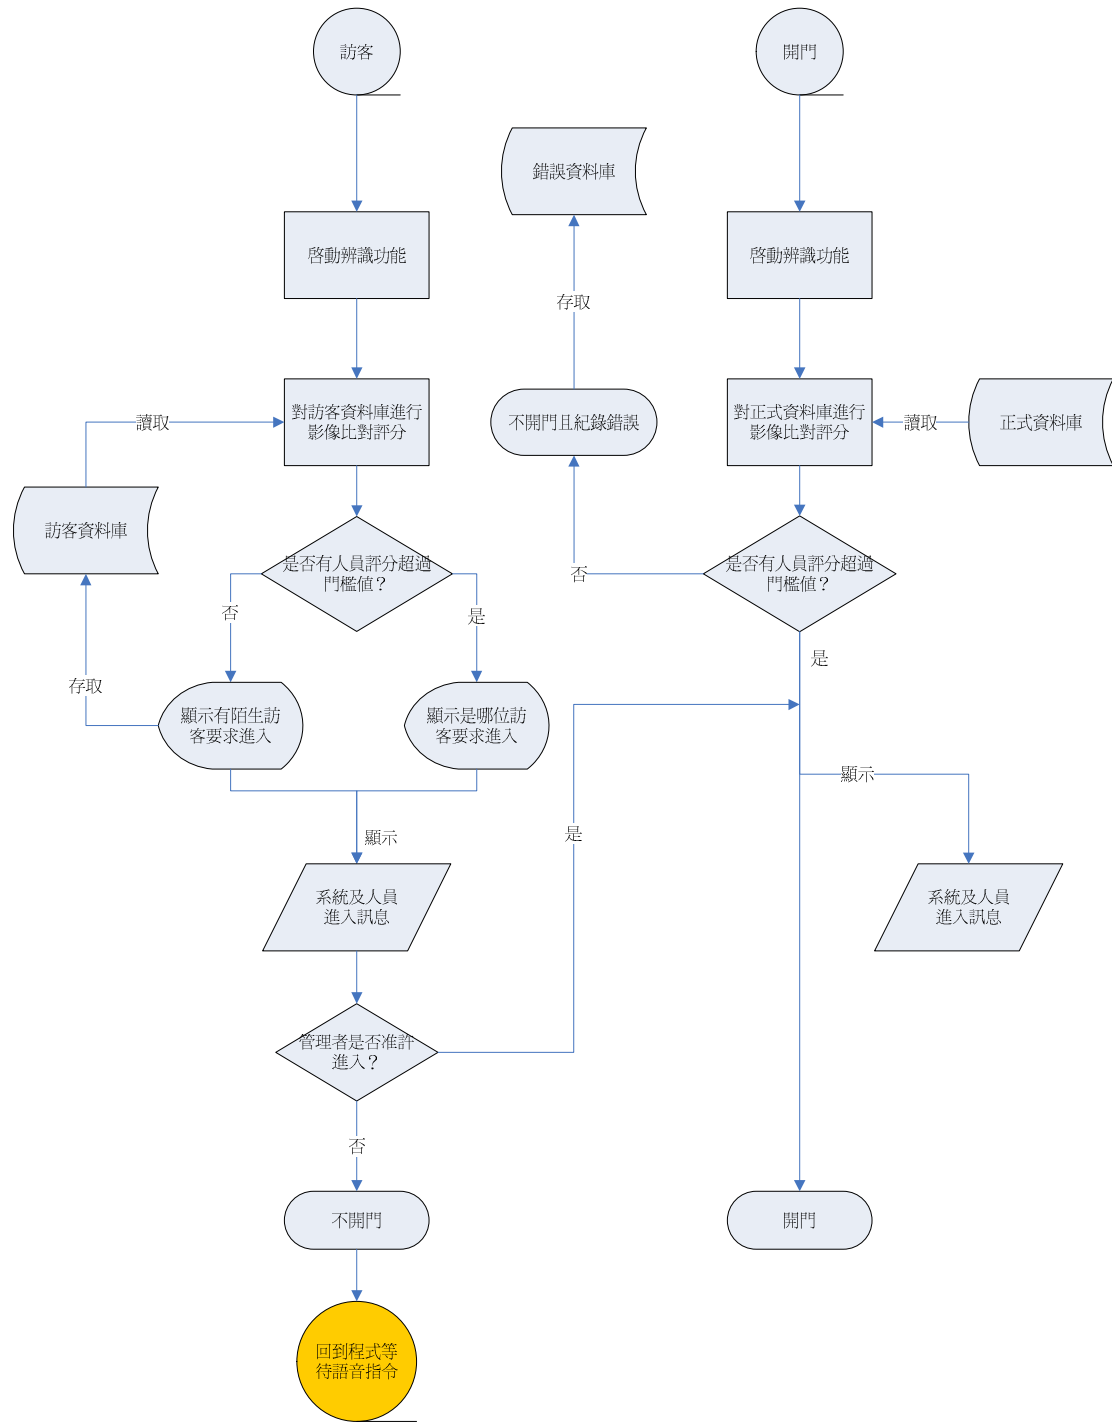 訪客
開門
錯誤資料庫
啓動辨識功能
啓動辨識功能
存取
對訪客資料庫進行
影像比對評分
讀取
不開門且紀錄錯誤
對正式資料庫進行
影像比對評分
讀取
正式資料庫
訪客資料庫
是否有人員評分超過
門檻值？
否
是
是否有人員評分超過
門檻值？
否
是
存取
顯示有陌生訪
客要求進入
顯示是哪位訪
客要求進入
顯示
顯示
是
系統及人員
進入訊息
系統及人員
進入訊息
管理者是否准許
進入？
否
不開門
開門
回到程式等
待語音指令